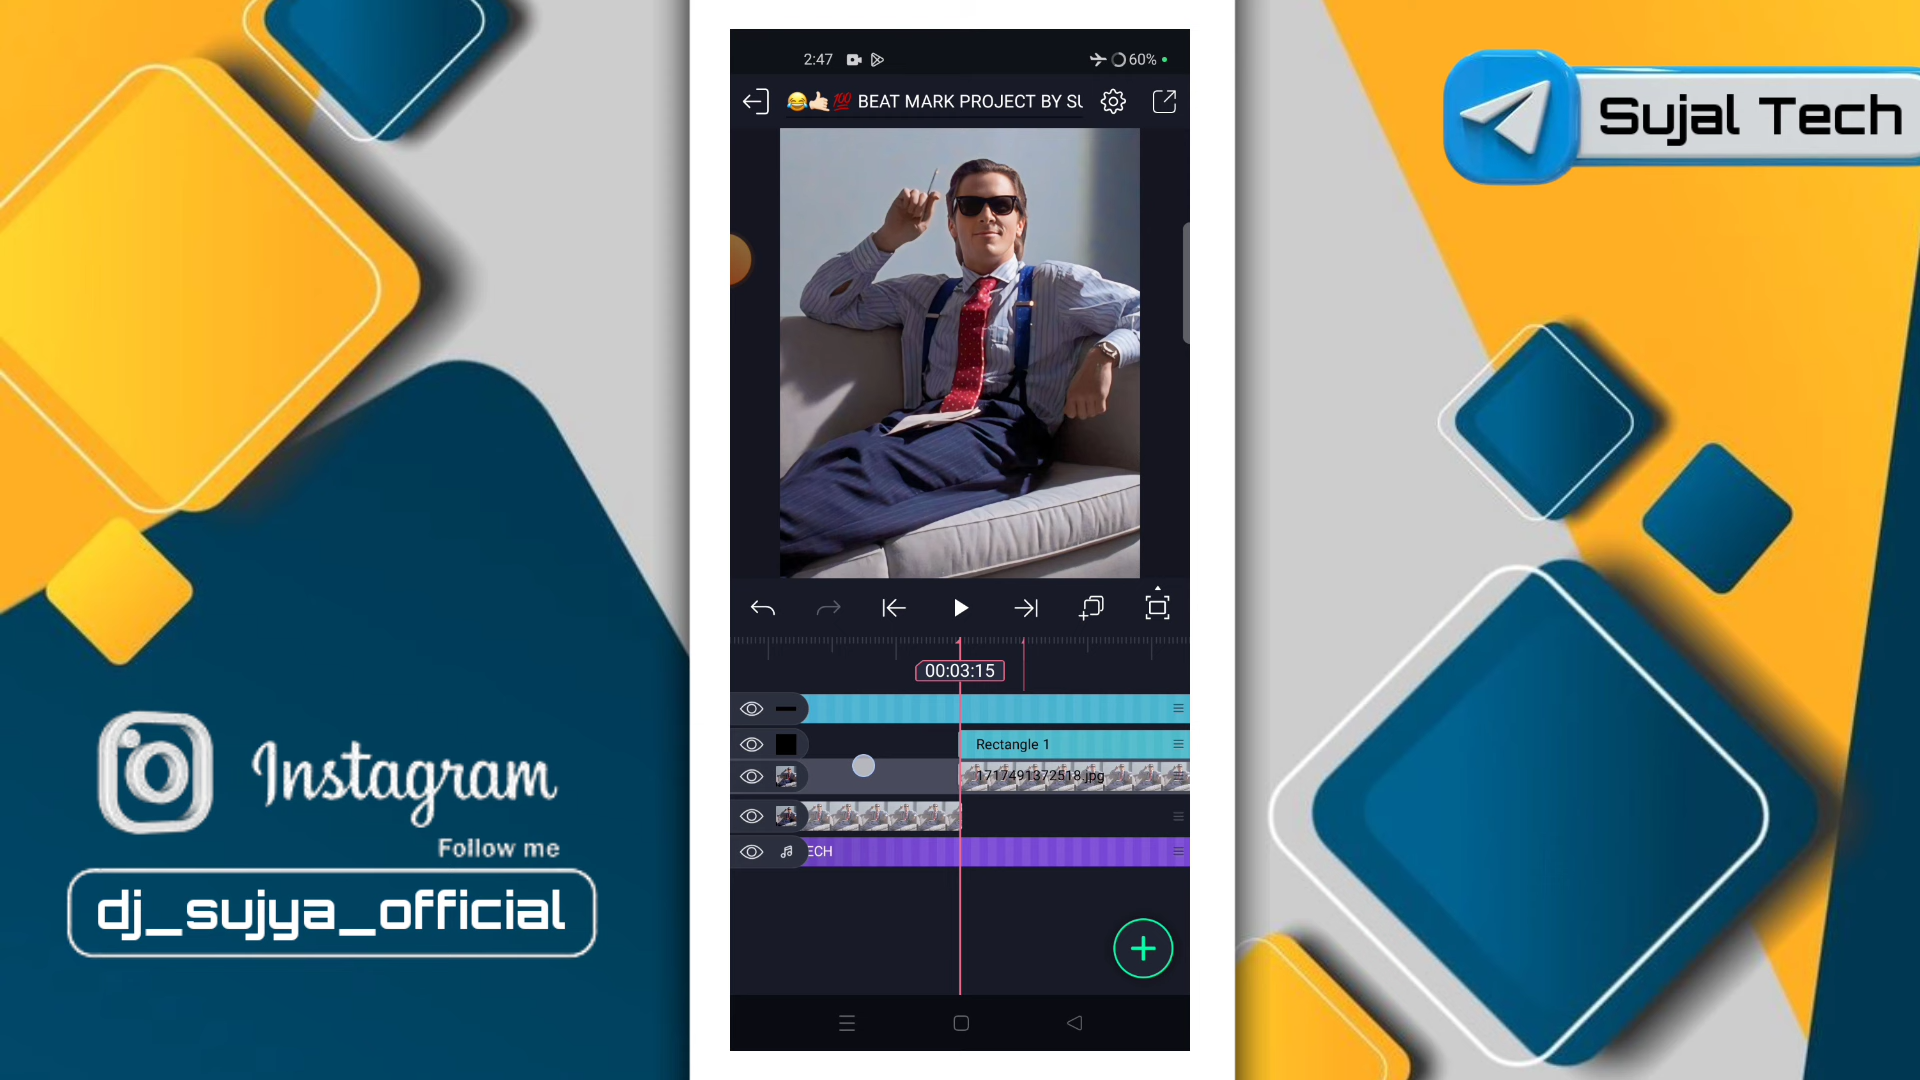 2:47
60%
😂🤙🏻💯 BEAT MARK PROJECT BY SU
Sujal Tech
00:03:15
Rectangle 1
1717491372518.jpg
ECH
Instagram
Follow me
dj_sujya_official